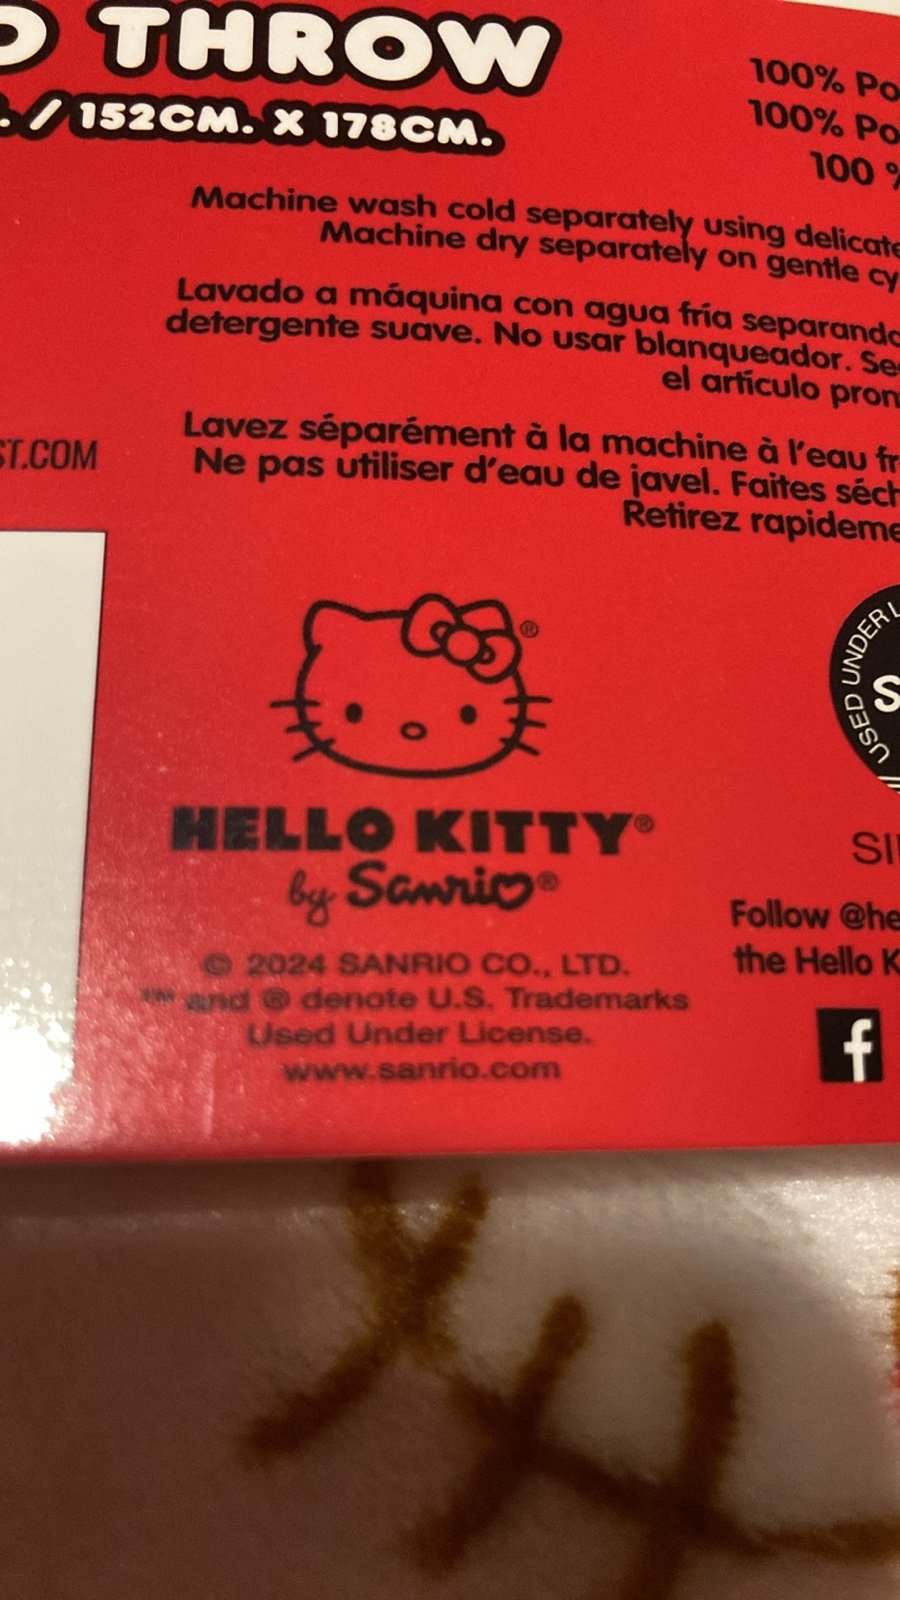 THROW
. / 152CM. X 178CM.
100% Po
100% Po
100 %
Machine wash cold separately using delicate
Machine dry separately on gentle cy
Lavado a máquina con agua fría separando
detergente suave. No usar blanqueador. Se
el artículo pron
ST.COM
Lavez séparément à la machine à l'eau fr
Ne pas utiliser d'eau de javel. Faites séch
Retirez rapideme
®
USED UNDER L
S
HELLO KITTY®
by Sanrio®
SI
© 2024 SANRIO CO., LTD.
™ and ® denote U.S. Trademarks
Used Under License.
www.sanrio.com
Follow @he
the Hello K
f